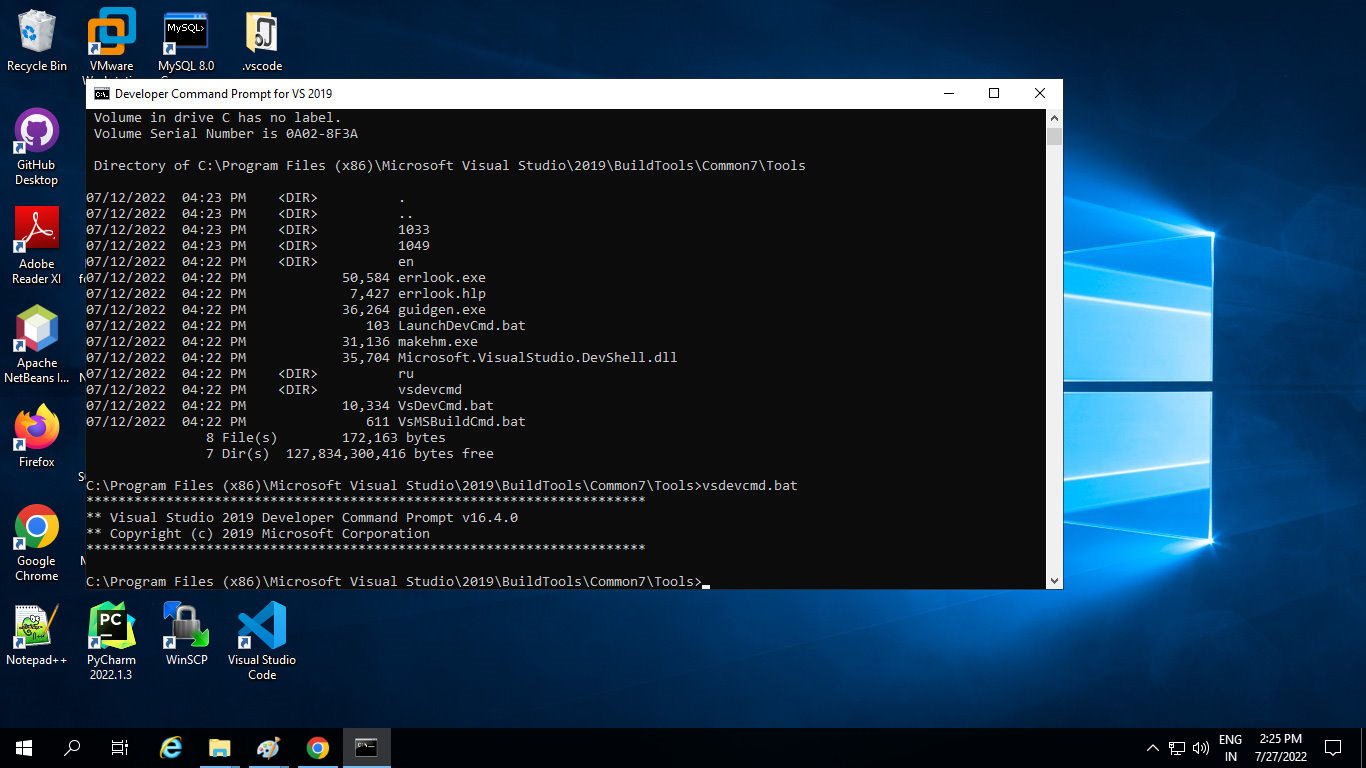 Recycle Bin
VMware
MySQL>
MySQL 8.0
.vscode
GitHub
Desktop
Adobe
Reader XI
Apache
NetBeans I...
Firefox
Google
Chrome
Notepad++
PC
PyCharm
2022.1.3
WinSCP
Visual Studio
Code
Developer Command Prompt for VS 2019
Volume in drive C has no label.
Volume Serial Number is 0A02-8F3A
Directory of C:\Program Files (x86)\Microsoft Visual Studio\2019\BuildTools\Common7\Tools
07/12/2022  04:23 PM    <DIR>          .
07/12/2022  04:23 PM    <DIR>          ..
07/12/2022  04:23 PM    <DIR>          1033
07/12/2022  04:23 PM    <DIR>          1049
07/12/2022  04:22 PM    <DIR>          en
07/12/2022  04:22 PM            50,584 errlook.exe
07/12/2022  04:22 PM             7,427 errlook.hlp
07/12/2022  04:22 PM            36,264 guidgen.exe
07/12/2022  04:22 PM               103 LaunchDevCmd.bat
07/12/2022  04:22 PM            31,136 makehm.exe
07/12/2022  04:22 PM            35,704 Microsoft.VisualStudio.DevShell.dll
07/12/2022  04:22 PM    <DIR>          ru
07/12/2022  04:22 PM    <DIR>          vsdevcmd
07/12/2022  04:22 PM            10,334 VsDevCmd.bat
07/12/2022  04:22 PM               611 VsMSBuildCmd.bat
8 File(s)        172,163 bytes
7 Dir(s)  127,834,300,416 bytes free
C:\Program Files (x86)\Microsoft Visual Studio\2019\BuildTools\Common7\Tools>vsdevcmd.bat
**********************************************************************
** Visual Studio 2019 Developer Command Prompt v16.4.0
** Copyright (c) 2019 Microsoft Corporation
**********************************************************************
C:\Program Files (x86)\Microsoft Visual Studio\2019\BuildTools\Common7\Tools>
ENG
IN
2:25 PM
7/27/2022